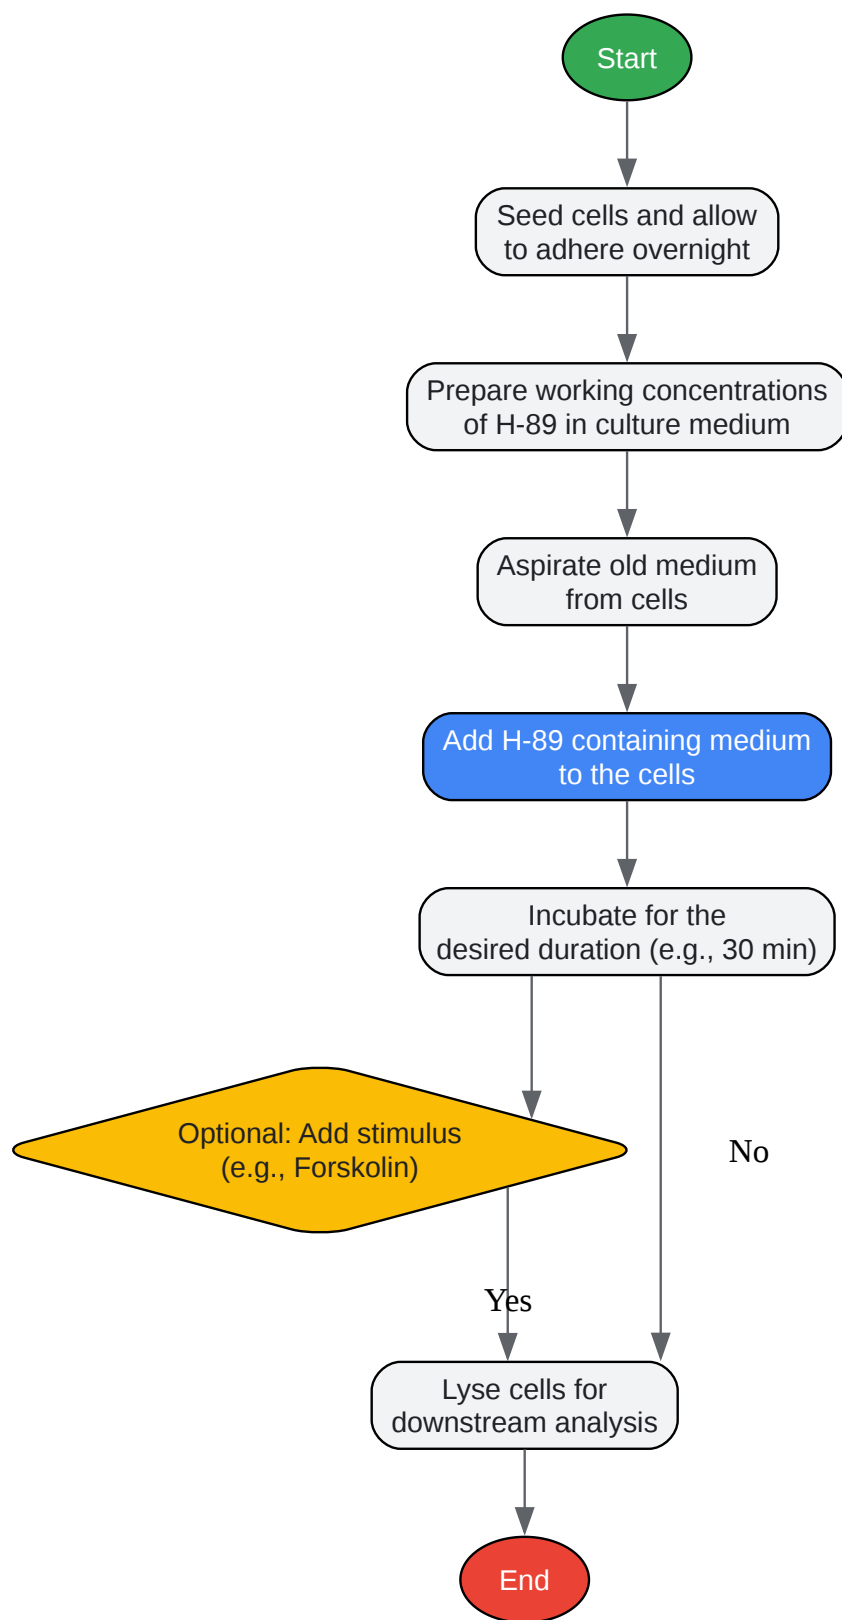 Start
Seed cells and allow
to adhere overnight
Prepare working concentrations
of H-89 in culture medium
Aspirate old medium
from cells
Add H-89 containing medium
to the cells
Incubate for the
desired duration (e.g., 30 min)
Optional: Add stimulus
(e.g., Forskolin)
No
Yes
Lyse cells for
downstream analysis
End